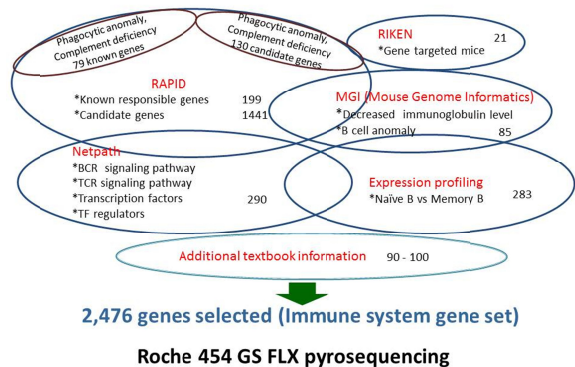 Phagocytic anomaly,
Complement deficiency
79 known genes
Phagocytic anomaly,
Complement deficiency
130 candidate genes
RIKEN 21
*Gene targeted mice
RAPID
*Known responsible genes 199
*Candidate genes 1441
MGI (Mouse Genome Informatics)
*Decreased immunoglobulin level
*B cell anomaly 85
Netpath
*BCR signaling pathway
*TCR signaling pathway
*Transcription factors 290
*TF regulators
Expression profiling
*Naïve B vs Memory B 283
Additional textbook information 90 - 100
2,476 genes selected (Immune system gene set)
Roche 454 GS FLX pyrosequencing